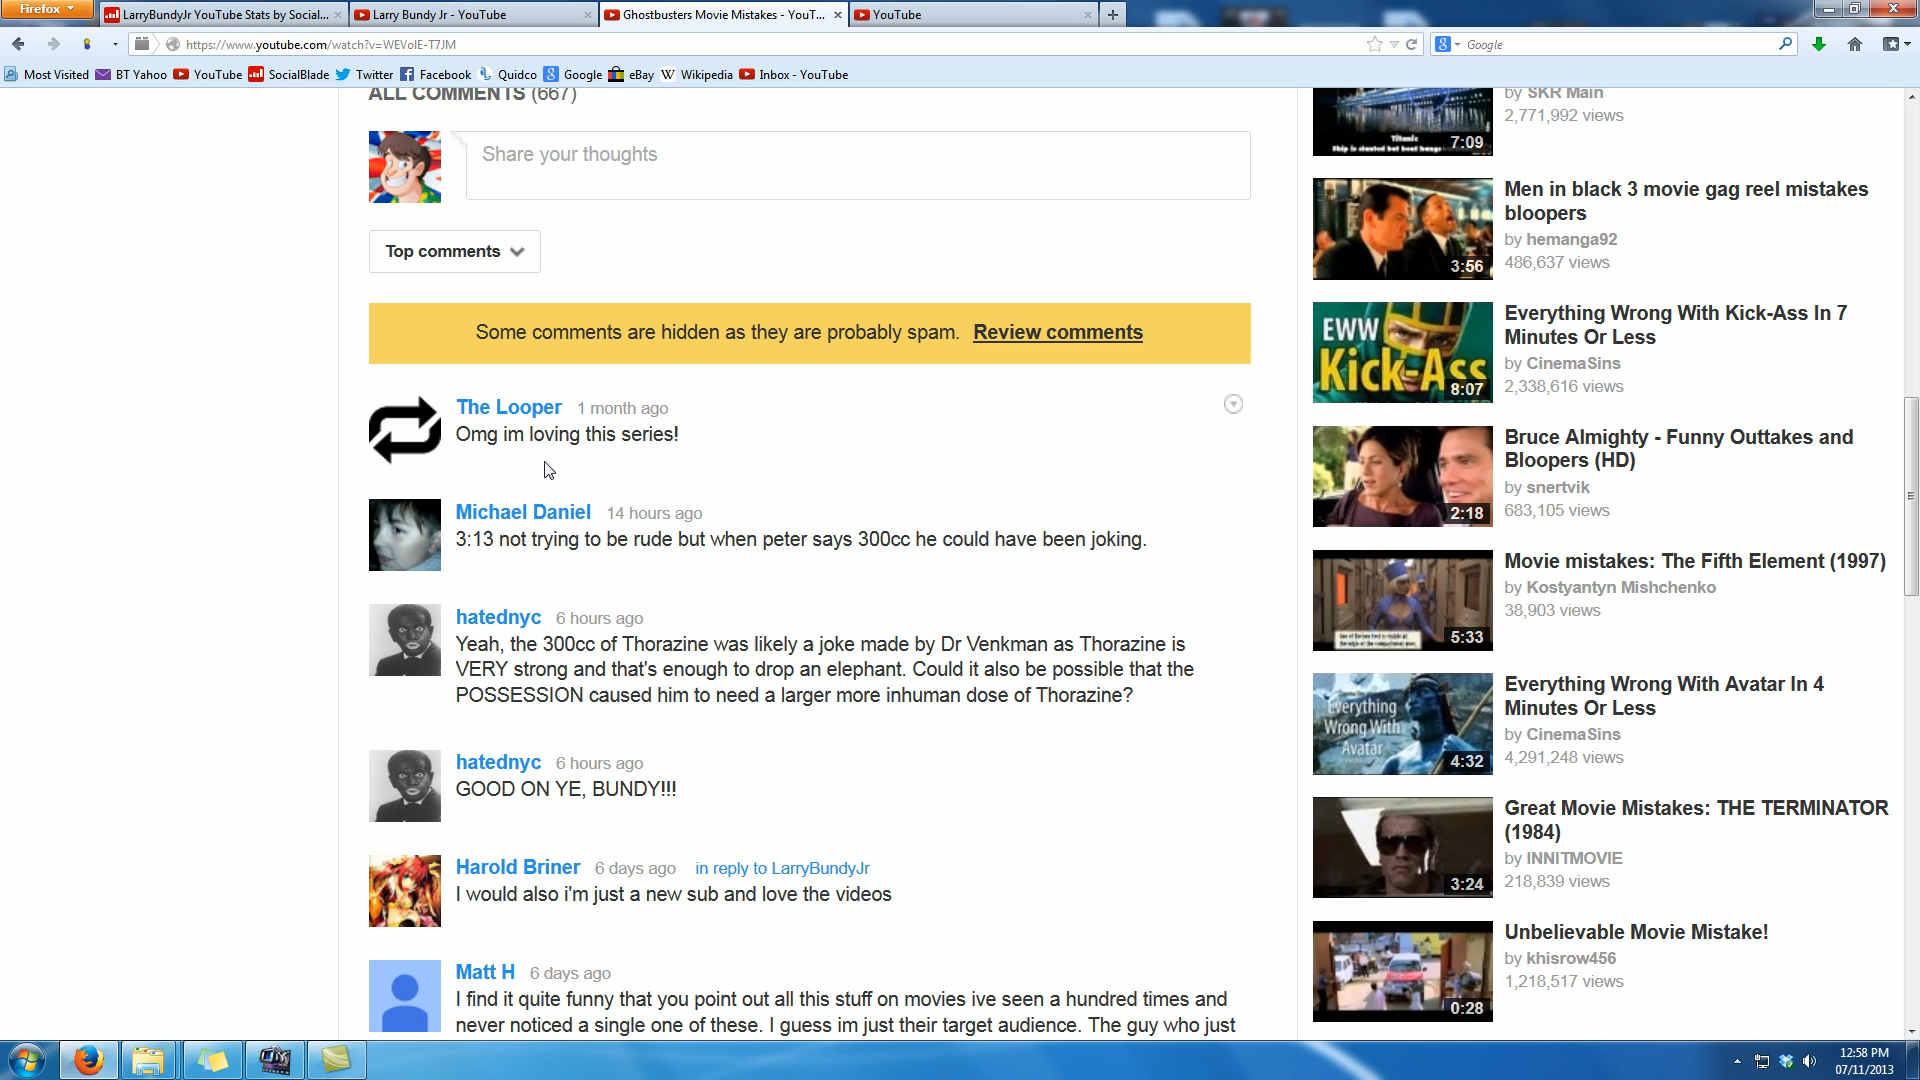 Firefox
LarryBundyJr YouTube Stats by Social...
Larry Bundy Jr - YouTube
Ghostbusters Movie Mistakes - YouT...
YouTube
https://www.youtube.com/watch?v=WEVoIE-T7JM
Google
Most Visited
BT Yahoo
YouTube
SocialBlade
Twitter
Facebook
Quidco
Google
eBay
Wikipedia
Inbox - YouTube
ALL COMMENTS (667)
Share your thoughts
Top comments
Some comments are hidden as they are probably spam. Review comments
The Looper 1 month ago
Omg im loving this series!
Michael Daniel 14 hours ago
3:13 not trying to be rude but when peter says 300cc he could have been joking.
hatednyc 6 hours ago
Yeah, the 300cc of Thorazine was likely a joke made by Dr Venkman as Thorazine is
VERY strong and that's enough to drop an elephant. Could it also be possible that the
POSSESSION caused him to need a larger more inhuman dose of Thorazine?
hatednyc 6 hours ago
GOOD ON YE, BUNDY!!!
Harold Briner 6 days ago in reply to LarryBundyJr
I would also i'm just a new sub and love the videos
Matt H 6 days ago
I find it quite funny that you point out all this stuff on movies ive seen a hundred times and
never noticed a single one of these. I guess im just their target audience. The guy who just
by SKR Main
2,771,992 views
Titanic
7:09
Men in black 3 movie gag reel mistakes
bloopers
by hemanga92
486,637 views
3:56
Everything Wrong With Kick-Ass In 7
Minutes Or Less
by CinemaSins
2,338,616 views
EWW
Kick-Ass
8:07
Bruce Almighty - Funny Outtakes and
Bloopers (HD)
by snertvik
683,105 views
2:18
Movie mistakes: The Fifth Element (1997)
by Kostyantyn Mishchenko
38,903 views
5:33
Everything Wrong With Avatar In 4
Minutes Or Less
by CinemaSins
4,291,248 views
Everything
Wrong With
Avatar
4:32
Great Movie Mistakes: THE TERMINATOR
(1984)
by INNITMOVIE
218,839 views
3:24
Unbelievable Movie Mistake!
by khisrow456
1,218,517 views
0:28
12:58 PM
07/11/2013